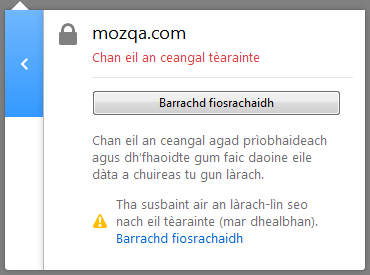 mozqa.com
Chan eil an ceangal tèarainte
Barrachd fiosrachaidh
Chan eil an ceangal agad prìobhaideach
agus dh'fhaoidte gum faic daoine eile
dàta a chuireas tu gun làrach.
Tha susbaint air an làrach-lìn seo
nach eil tèarainte (mar dhealbhan).
Barrachd fiosrachaidh